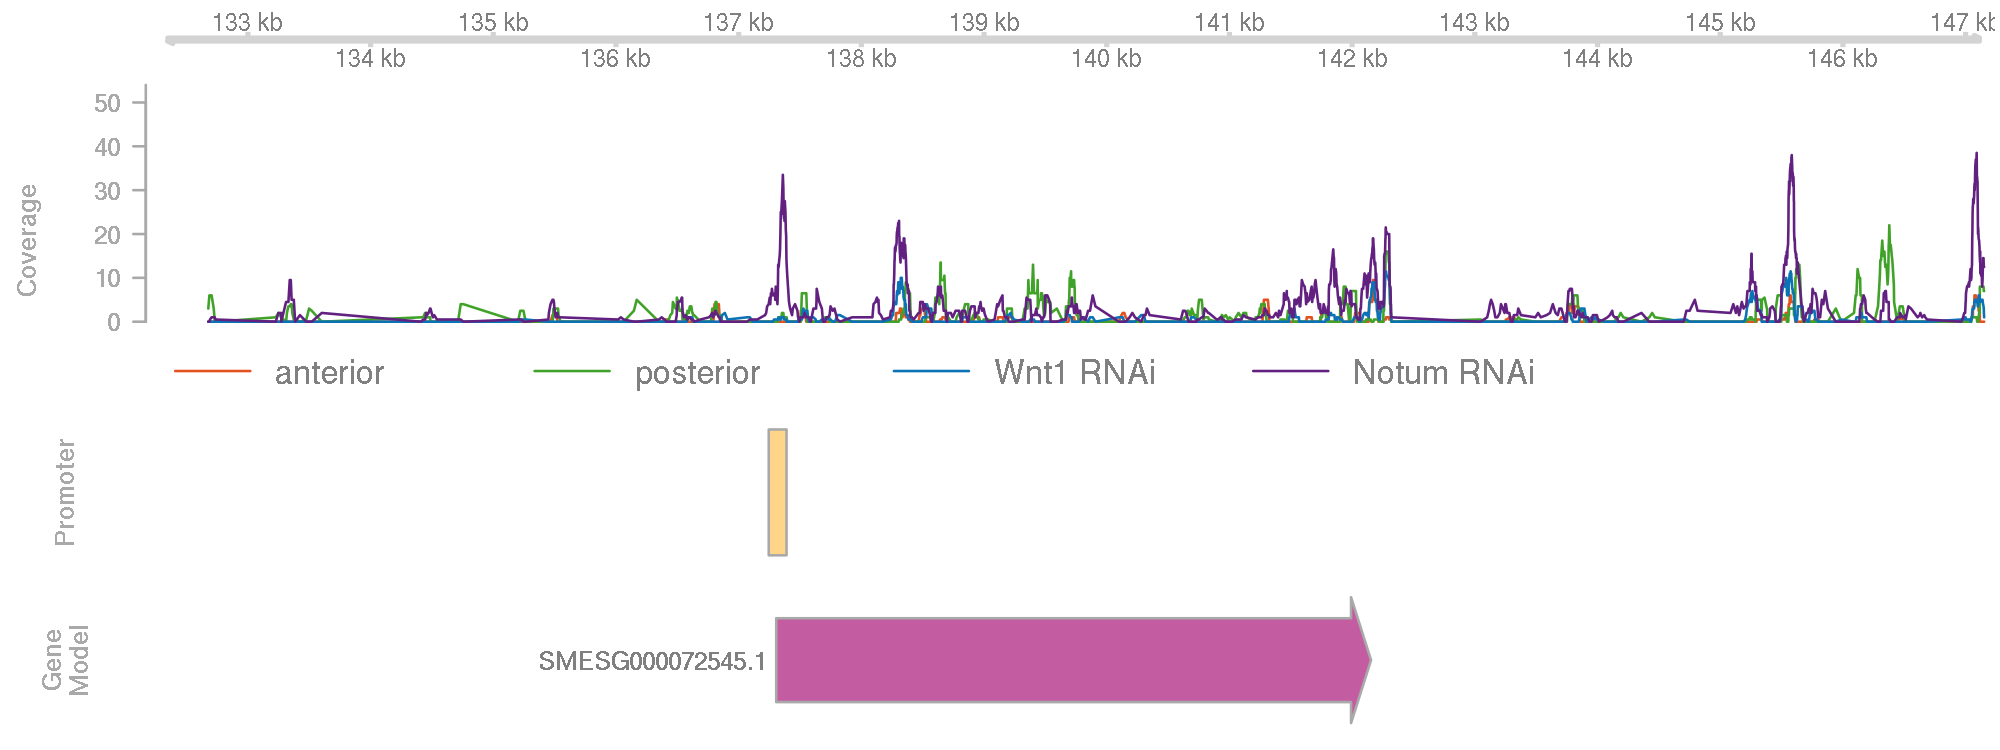 133 kb 135 kb 137 kb 139 kb 141 kb 143 kb 145 kb 147 kb
134 kb 136 kb 138 kb 140 kb 142 kb 144 kb 146 kb
50
40
30
20
10
0
Coverage
anterior posterior Wnt1 RNAi Notum RNAi
Promoter
Gene
Model
SMESG000072545.1